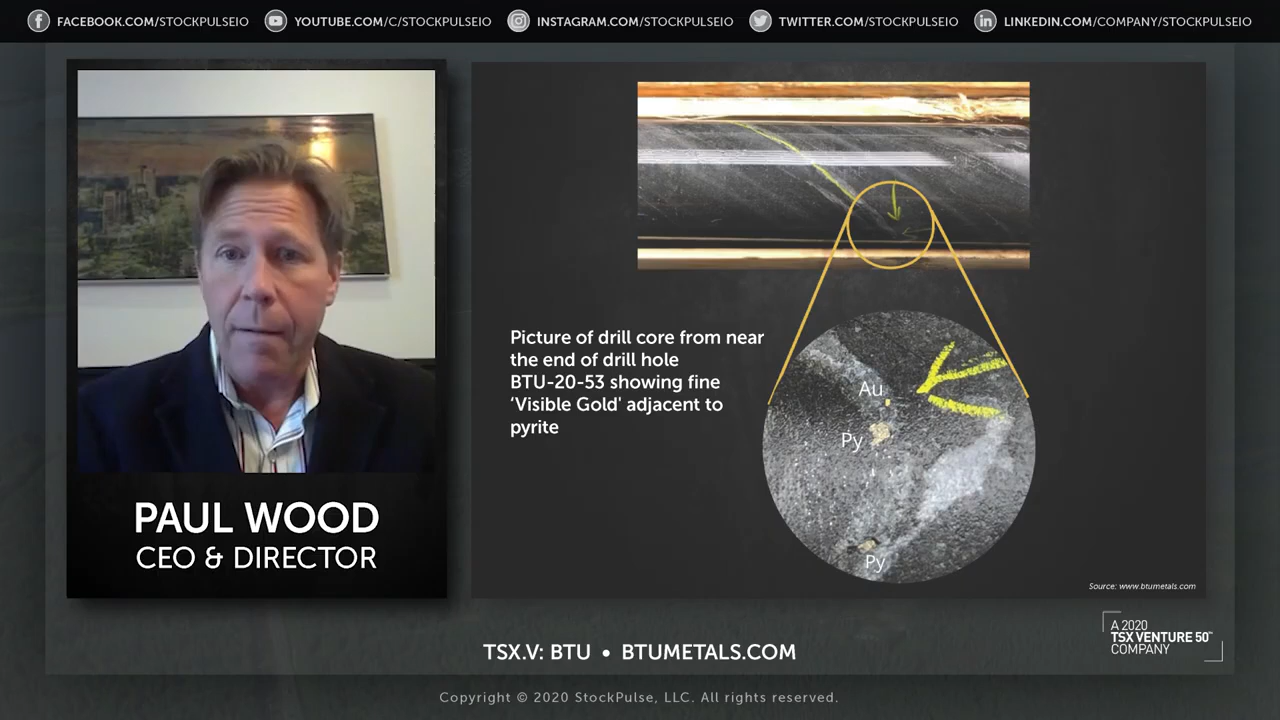 FACEBOOK.COM/STOCKPULSEIO
YOUTUBE.COM/C/STOCKPULSEIO
INSTAGRAM.COM/STOCKPULSEIO
TWITTER.COM/STOCKPULSEIO
LINKEDIN.COM/COMPANY/STOCKPULSEIO
PAUL WOOD
CEO & DIRECTOR
Picture of drill core from near
the end of drill hole
BTU-20-53 showing fine
‘Visible Gold' adjacent to
pyrite
Au
Py
Py
Source: www.btumetals.com
TSX.V: BTU • BTUMETALS.COM
A 2020
TSX VENTURE 50™
COMPANY
Copyright © 2020 StockPulse, LLC. All rights reserved.